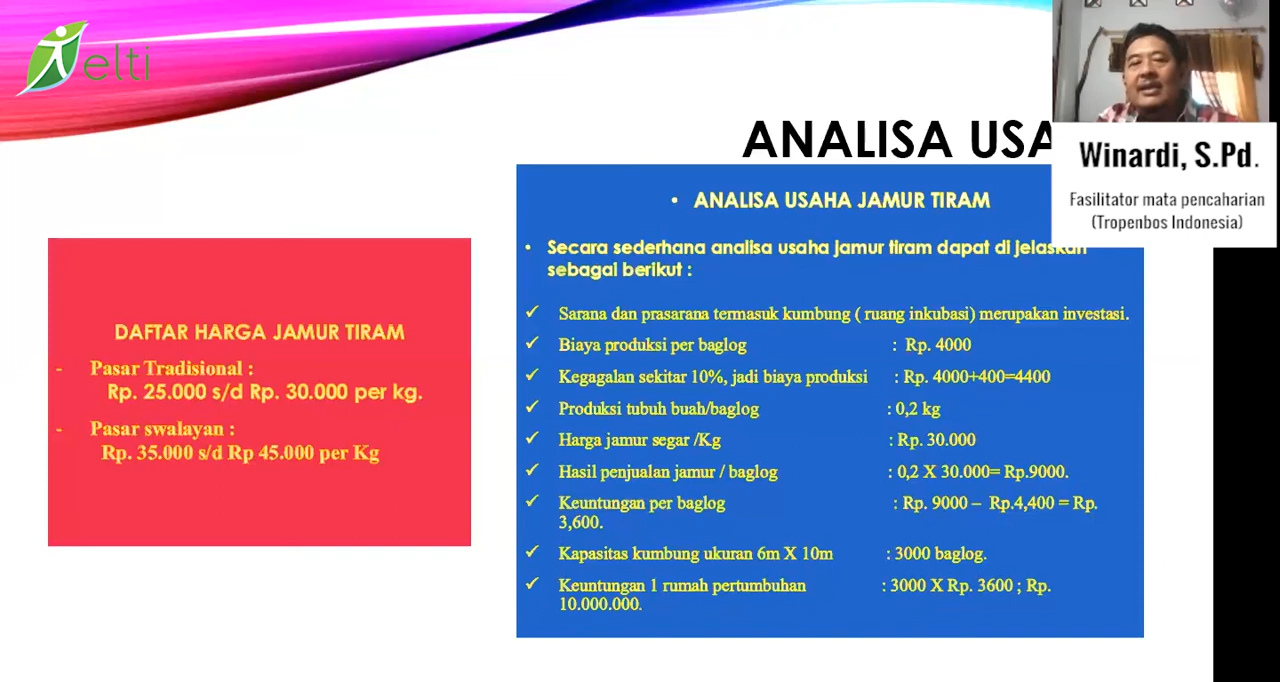 elti
ANALISA USA
Winardi, S.Pd.
Fasilitator mata pencaharian
(Tropenbos Indonesia)
DAFTAR HARGA JAMUR TIRAM
- Pasar Tradisional :
Rp. 25.000 s/d Rp. 30.000 per kg.
- Pasar swalayan :
Rp. 35.000 s/d Rp 45.000 per Kg
• ANALISA USAHA JAMUR TIRAM
• Secara sederhana analisa usaha jamur tiram dapat di jelaskan
sebagai berikut :
✓ Sarana dan prasarana termasuk kumbung ( ruang inkubasi) merupakan investasi.
✓ Biaya produksi per baglog : Rp. 4000
✓ Kegagalan sekitar 10%, jadi biaya produksi : Rp. 4000+400=4400
✓ Produksi tubuh buah/baglog : 0,2 kg
✓ Harga jamur segar /Kg : Rp. 30.000
✓ Hasil penjualan jamur / baglog : 0,2 X 30.000= Rp.9000.
✓ Keuntungan per baglog : Rp. 9000 – Rp.4,400 = Rp.
3,600.
✓ Kapasitas kumbung ukuran 6m X 10m : 3000 baglog.
✓ Keuntungan 1 rumah pertumbuhan : 3000 X Rp. 3600 ; Rp.
10.000.000.